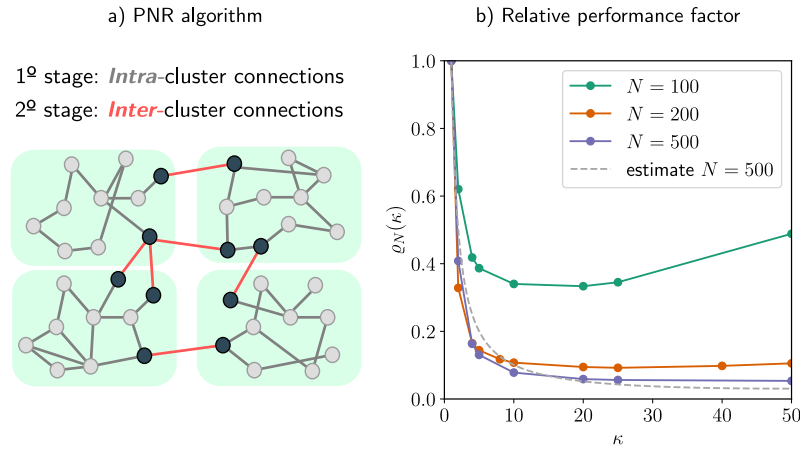 a) PNR algorithm
1º stage: Intra-cluster connections
2º stage: Inter-cluster connections
b) Relative performance factor
1.0
0.8
0.6
0.4
0.2
0.0
ϱN(κ)
0
10
20
30
40
50
κ
N = 100
N = 200
N = 500
estimate N = 500